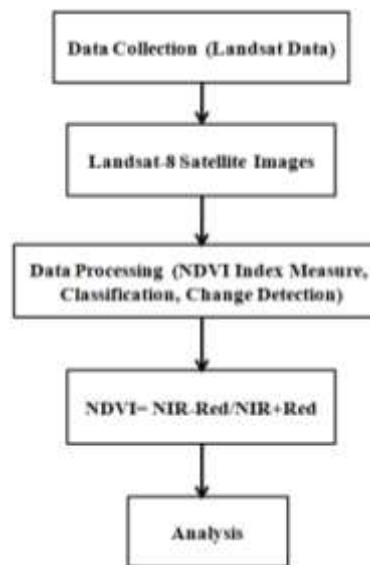 Data Collection (Landsat Data)
Landsat-8 Satellite Images
Data Processing (NDVI Index Measure,
Classification, Change Detection)
NDVI= NIR-Red/NIR+Red
Analysis